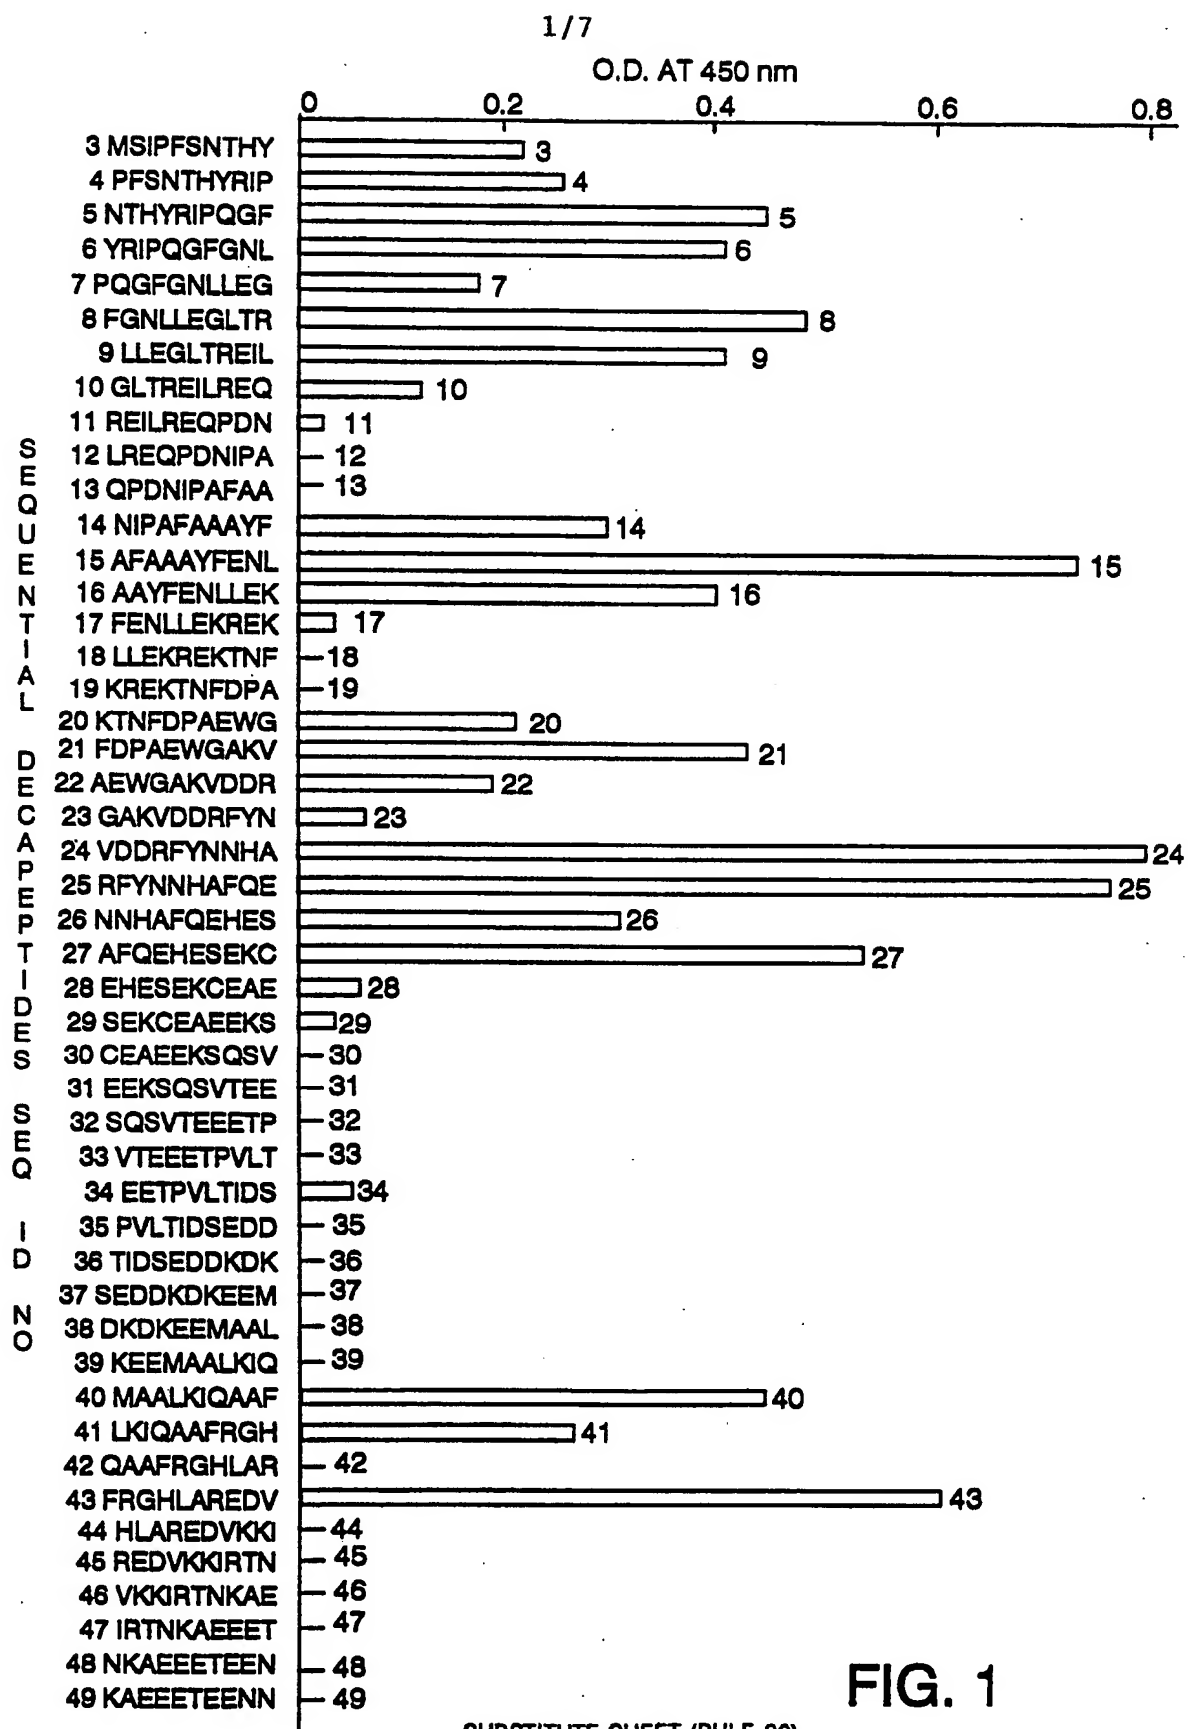 1/7
O.D. AT 450 nm
0 0.2 0.4 0.6 0.8
SEQUENTIAL DECAPEPTIDES SEQ ID NO
3 MSIPFSNTHY 3
4 PFSNTHYRIP 4
5 NTHYRIPQGF 5
6 YRIPQGFGNL 6
7 PQGFGNLLEG 7
8 FGNLLEGLTR 8
9 LLEGLTREIL 9
10 GLTREILREQ 10
11 REILREQPDN 11
12 LREQPDNIPA 12
13 QPDNIPAFAA 13
14 NIPAFAAAYF 14
15 AFAAAYFENL 15
16 AAYFENLLEK 16
17 FENLLEKREK 17
18 LLEKREKTNF 18
19 KREKTNFDPA 19
20 KTNFDPAEWG 20
21 FDPAEWGAKV 21
22 AEWGAKVDDR 22
23 GAKVDDRFYN 23
24 VDDRFYNNHA 24
25 RFYNNHAFQE 25
26 NNHAFQEHES 26
27 AFQEHESEKC 27
28 EHESEKCEAE 28
29 SEKCEAEEKS 29
30 CEAEEKSQSV 30
31 EEKSQSVTEE 31
32 SQSVTEEETP 32
33 VTEEETPVLT 33
34 EETPVLTIDS 34
35 PVLTIDSEDD 35
36 TIDSEDDKDK 36
37 SEDDKDKEEM 37
38 DKDKEEMAAL 38
39 KEEMAALKIQ 39
40 MAALKIQAAF 40
41 LKIQAAFRGH 41
42 QAAFRGHLAR 42
43 FRGHLAREDV 43
44 HLAREDVKKI 44
45 REDVKKIRTN 45
46 VKKIRTNKAE 46
47 IRTNKAEEET 47
48 NKAEEETEEN 48
49 KAEEETEENN 49
FIG. 1